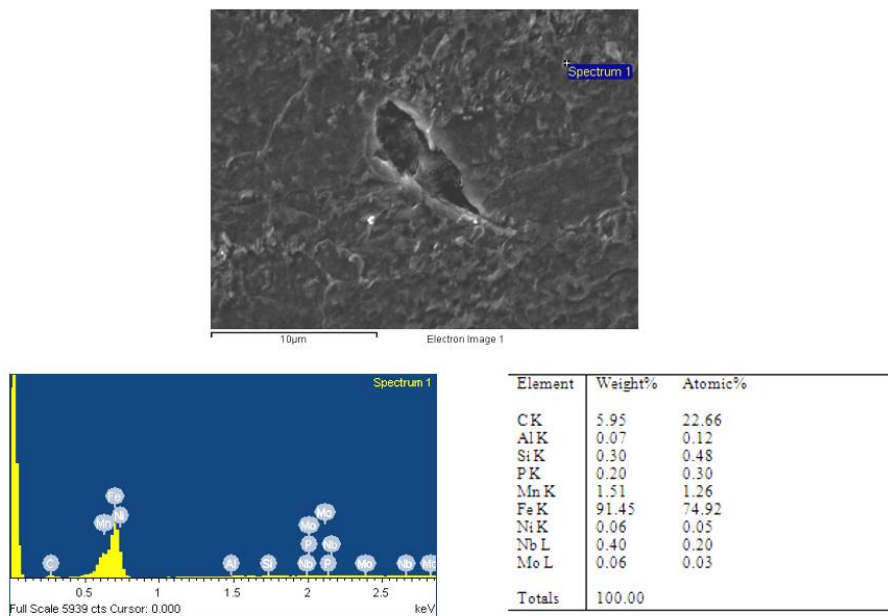 Spectrum 1
10μm Electron Image 1
Spectrum 1
Mo
Fe Mo
Ni P Nb
Mn
C Al Si Nb P Mo Nb Mo
0.5 1 1.5 2 2.5
Full Scale 5939 cts Cursor: 0.000 keV
Element Weight% Atomic%
C K 5.95 22.66
Al K 0.07 0.12
Si K 0.30 0.48
P K 0.20 0.30
Mn K 1.51 1.26
Fe K 91.45 74.92
Ni K 0.06 0.05
Nb L 0.40 0.20
Mo L 0.06 0.03
Totals 100.00